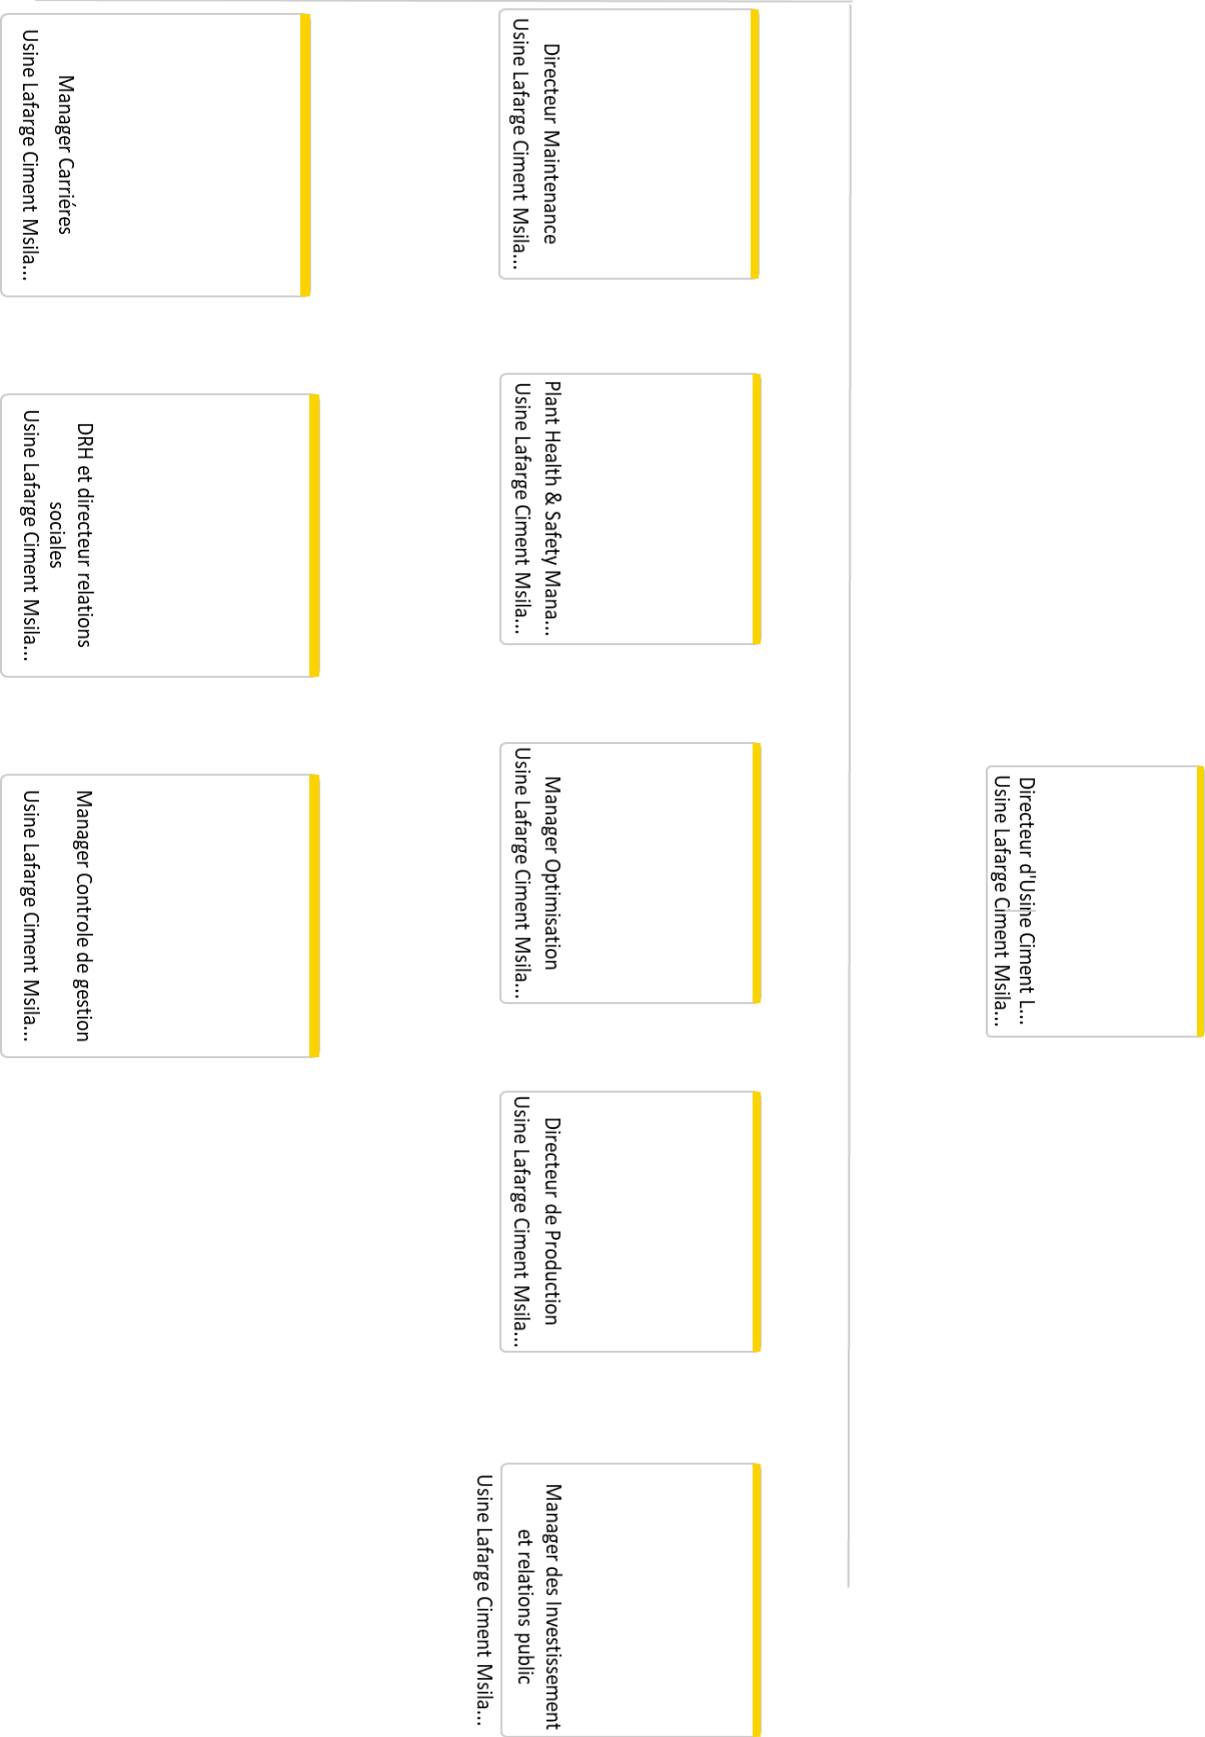 Directeur d'Usine Ciment L...
Usine Lafarge Ciment Msila...
Directeur Maintenance
Usine Lafarge Ciment Msila...
Plant Health & Safety Mana...
Usine Lafarge Ciment Msila...
Manager Optimisation
Usine Lafarge Ciment Msila...
Directeur de Production
Usine Lafarge Ciment Msila...
Manager des Investissement
et relations public
Usine Lafarge Ciment Msila...
Manager Carriéres
Usine Lafarge Ciment Msila...
DRH et directeur relations
sociales
Usine Lafarge Ciment Msila...
Manager Controle de gestion
Usine Lafarge Ciment Msila...